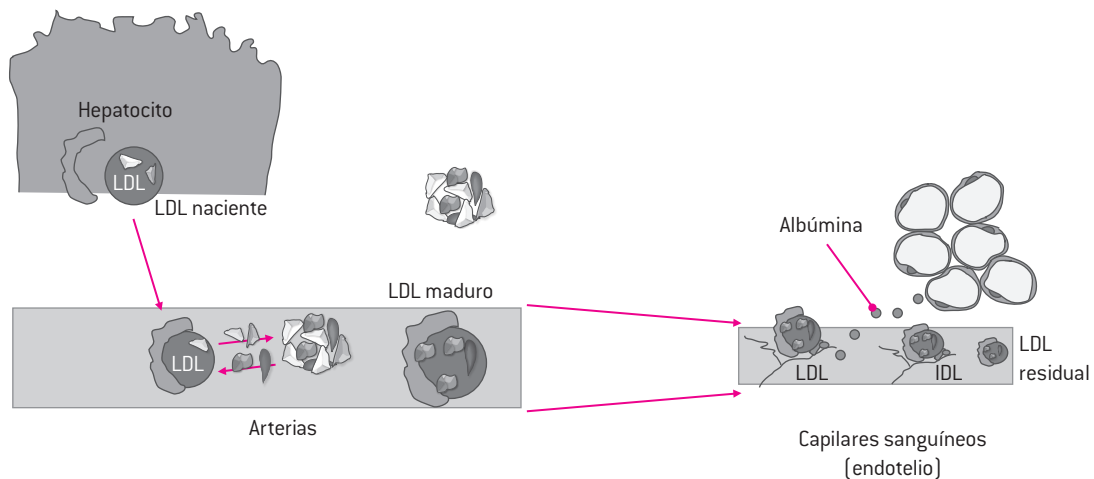 Hepatocito
LDL
LDL naciente
Albúmina
LDL maduro
LDL
LDL
IDL
LDL
residual
Arterias
Capilares sanguíneos
(endotelio)